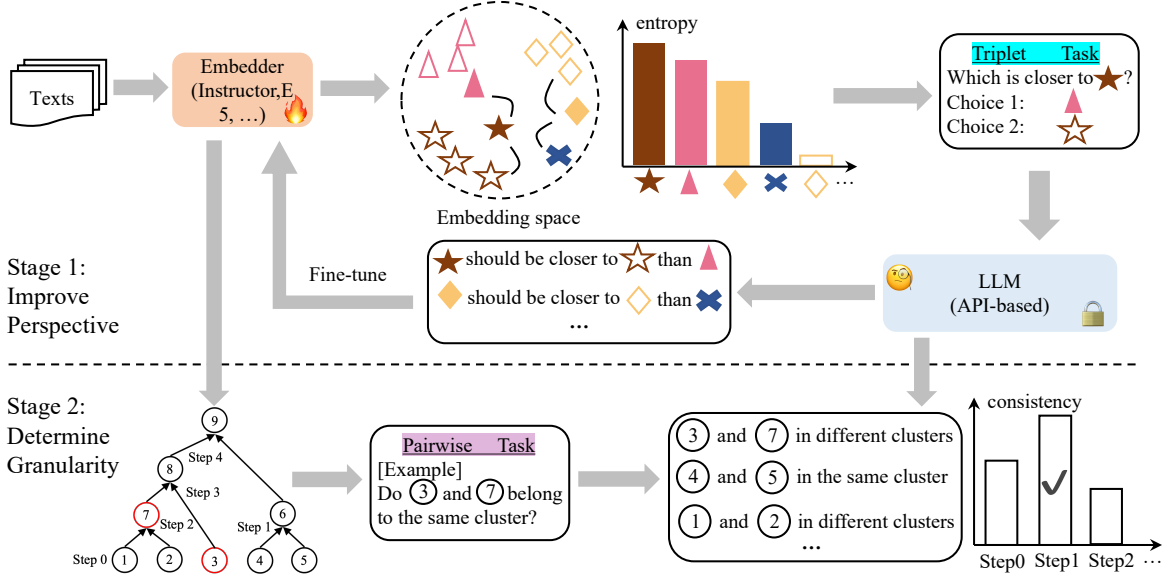 Texts
Embedder
(Instructor,E
5, …)
Embedding space
entropy
…
Triplet Task
Which is closer to ?
Choice 1:
Choice 2:
Stage 1:
Improve
Perspective
Fine-tune
should be closer to than
should be closer to than
...
LLM
(API-based)
Stage 2:
Determine
Granularity
9
Step 4
8
Step 3
7
Step 2
Step 1
6
Step 0
1
2
3
4
5
Pairwise Task
[Example]
Do 3 and 7 belong
to the same cluster?
3 and 7 in different clusters
4 and 5 in the same cluster
1 and 2 in different clusters
...
consistency
Step0 Step1 Step2 …